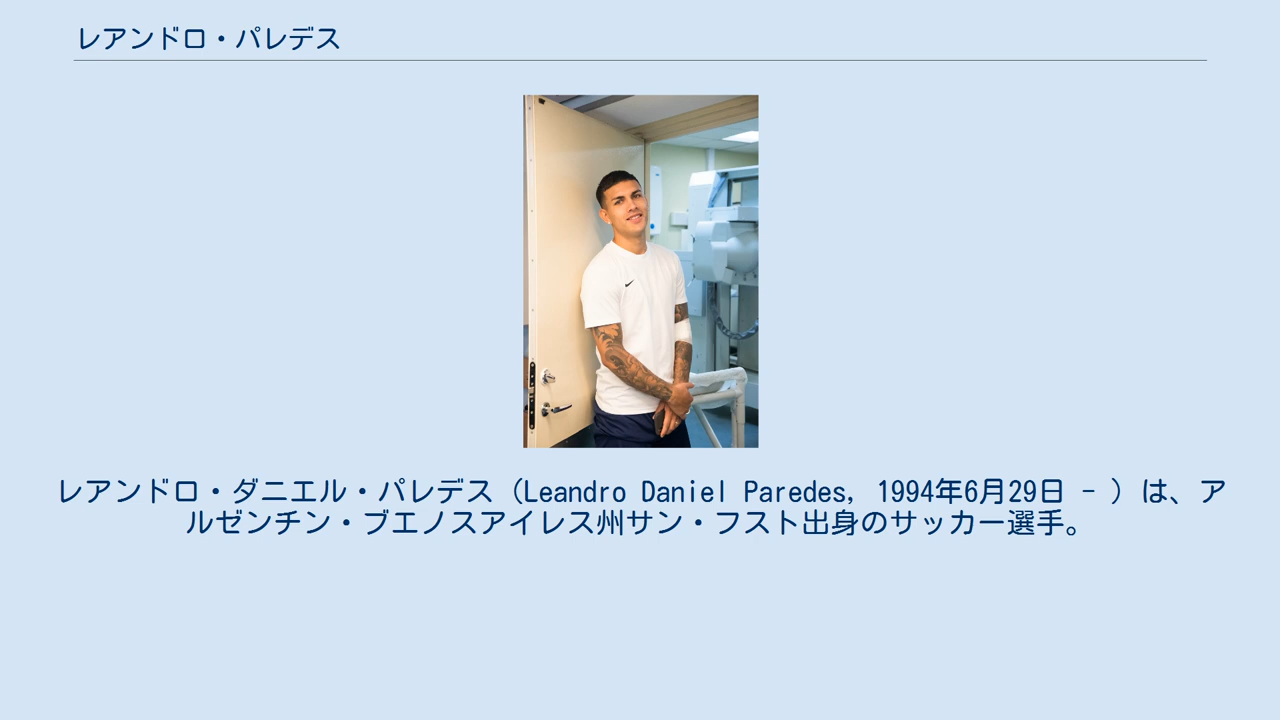 レアンドロ・パレデス
レアンドロ・ダニエル・パレデス（Leandro Daniel Paredes, 1994年6月29日 - ）は、ア
ルゼンチン・ブエノスアイレス州サン・フスト出身のサッカー選手。